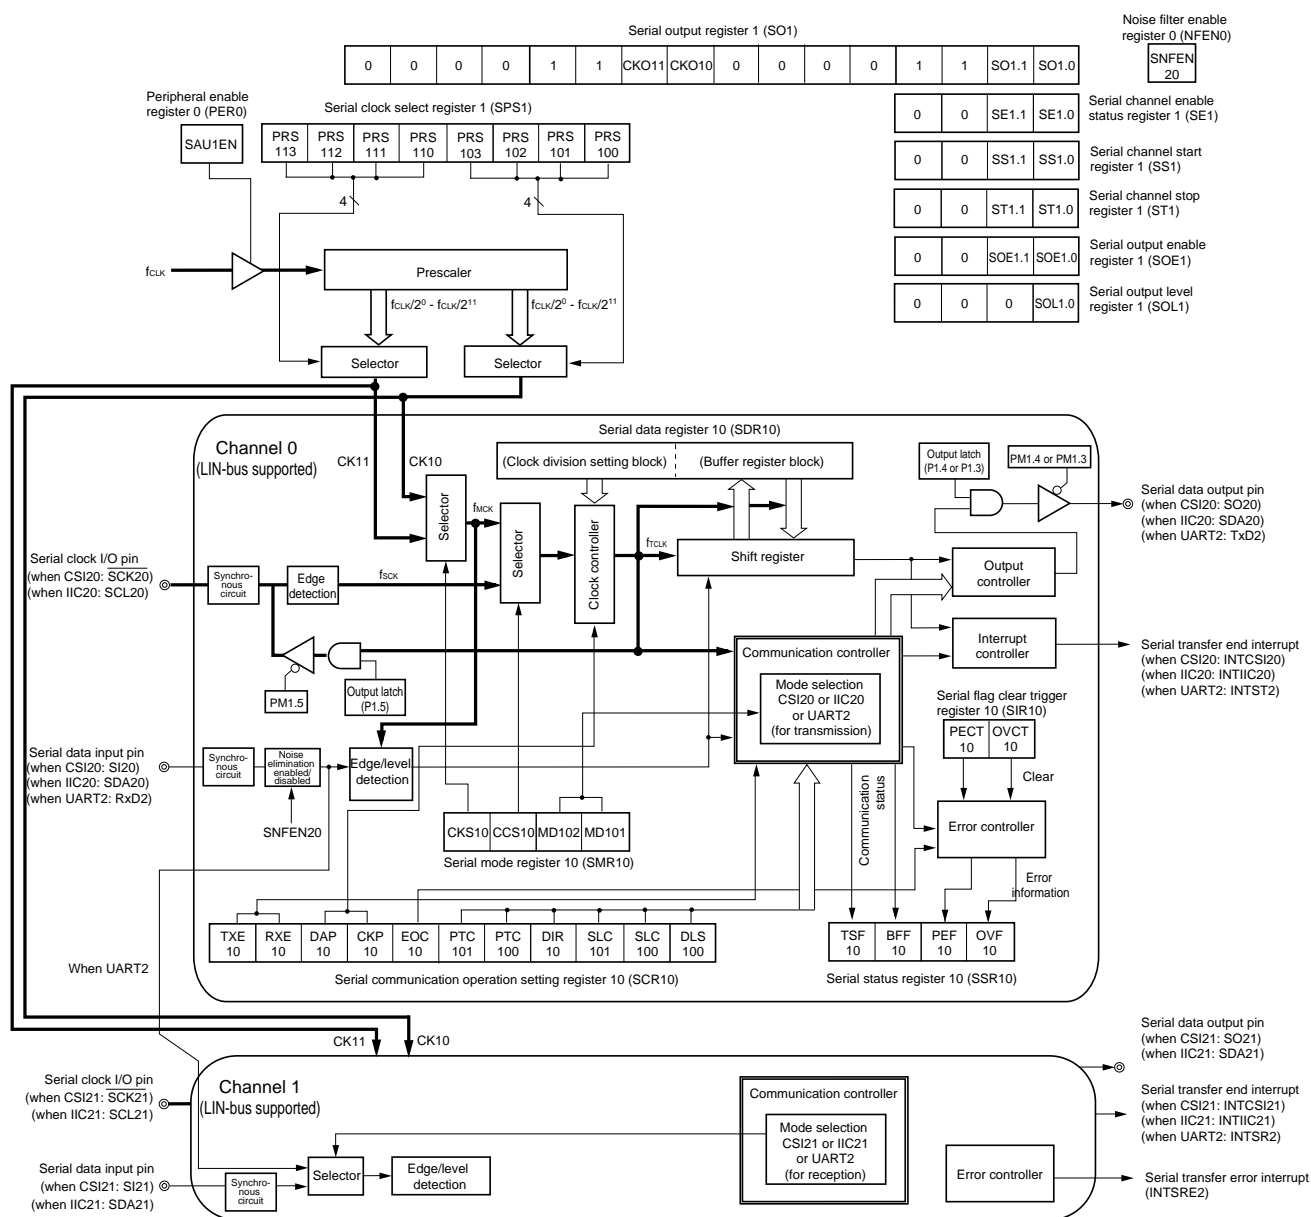 Serial output register 1 (SO1)
0 0 0 0 1 1 CKO11 CKO10 0 0 0 0 1 1 SO1.1 SO1.0
Noise filter enable
register 0 (NFEN0)
SNFEN
20
Peripheral enable
register 0 (PER0)
SAU1EN
Serial clock select register 1 (SPS1)
PRS PRS PRS PRS PRS PRS PRS PRS
113 112 111 110 103 102 101 100
4
4
0 0 SE1.1 SE1.0
Serial channel enable
status register 1 (SE1)
0 0 SS1.1 SS1.0
Serial channel start
register 1 (SS1)
0 0 ST1.1 ST1.0
Serial channel stop
register 1 (ST1)
0 0 SOE1.1 SOE1.0
Serial output enable
register 1 (SOE1)
0 0 0 SOL1.0
Serial output level
register 1 (SOL1)
fCLK
Prescaler
fCLK/2⁰ - fCLK/2¹¹
fCLK/2⁰ - fCLK/2¹¹
Selector
Selector
Channel 0
(LIN-bus supported)
CK11
CK10
Serial data register 10 (SDR10)
(Clock division setting block)
(Buffer register block)
Output latch
(P1.4 or P1.3)
PM1.4 or PM1.3
Serial data output pin
(when CSI20: SO20)
(when IIC20: SDA20)
(when UART2: TxD2)
Selector
fMCK
Selector
Clock controller
fTCLK
Shift register
Output
controller
Serial clock I/O pin
(when CSI20: SCK20)
(when IIC20: SCL20)
Synchro-
nous
circuit
Edge
detection
fSCK
PM1.5
Output latch
(P1.5)
Communication controller
Mode selection
CSI20 or IIC20
or UART2
(for transmission)
Interrupt
controller
Serial transfer end interrupt
(when CSI20: INTCSI20)
(when IIC20: INTIIC20)
(when UART2: INTST2)
Serial flag clear trigger
register 10 (SIR10)
PECT OVCT
10 10
Clear
Serial data input pin
(when CSI20: SI20)
(when IIC20: SDA20)
(when UART2: RxD2)
Synchro-
nous
circuit
Noise
elimination
enabled/
disabled
Edge/level
detection
SNFEN20
CKS10 CCS10 MD102 MD101
Serial mode register 10 (SMR10)
Communication
status
Error controller
Error
information
TXE RXE DAP CKP EOC PTC PTC DIR SLC SLC DLS
10 10 10 10 10 101 100 10 101 100 100
Serial communication operation setting register 10 (SCR10)
TSF BFF PEF OVF
10 10 10 10
Serial status register 10 (SSR10)
When UART2
CK11
CK10
Serial data output pin
(when CSI21: SO21)
(when IIC21: SDA21)
Serial clock I/O pin
(when CSI21: SCK21)
(when IIC21: SCL21)
Channel 1
(LIN-bus supported)
Communication controller
Mode selection
CSI21 or IIC21
or UART2
(for reception)
Serial transfer end interrupt
(when CSI21: INTCSI21)
(when IIC21: INTIIC21)
(when UART2: INTSR2)
Serial data input pin
(when CSI21: SI21)
(when IIC21: SDA21)
Synchro-
nous
circuit
Selector
Edge/level
detection
Error controller
Serial transfer error interrupt
(INTSRE2)